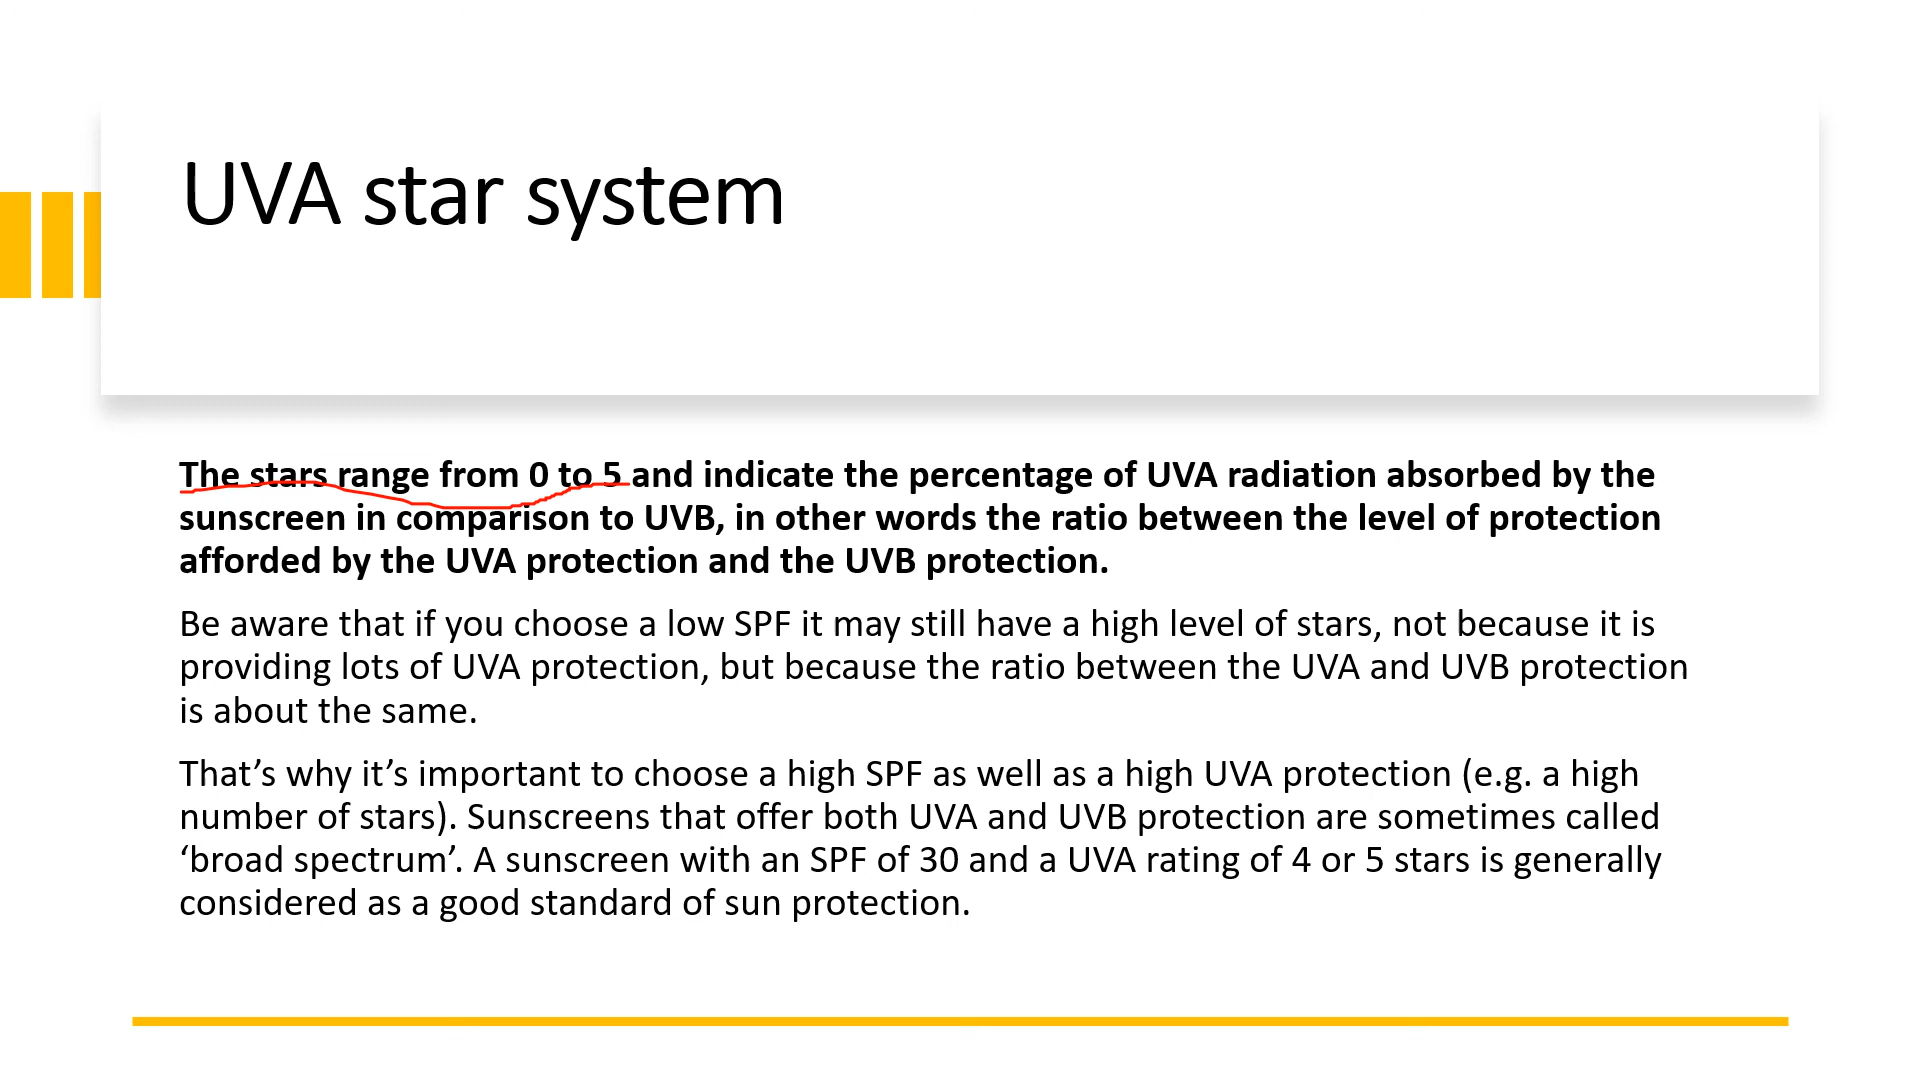 UVA star system
The stars range from 0 to 5 and indicate the percentage of UVA radiation absorbed by the
sunscreen in comparison to UVB, in other words the ratio between the level of protection
afforded by the UVA protection and the UVB protection.
Be aware that if you choose a low SPF it may still have a high level of stars, not because it is
providing lots of UVA protection, but because the ratio between the UVA and UVB protection
is about the same.
That’s why it’s important to choose a high SPF as well as a high UVA protection (e.g. a high
number of stars). Sunscreens that offer both UVA and UVB protection are sometimes called
‘broad spectrum’. A sunscreen with an SPF of 30 and a UVA rating of 4 or 5 stars is generally
considered as a good standard of sun protection.